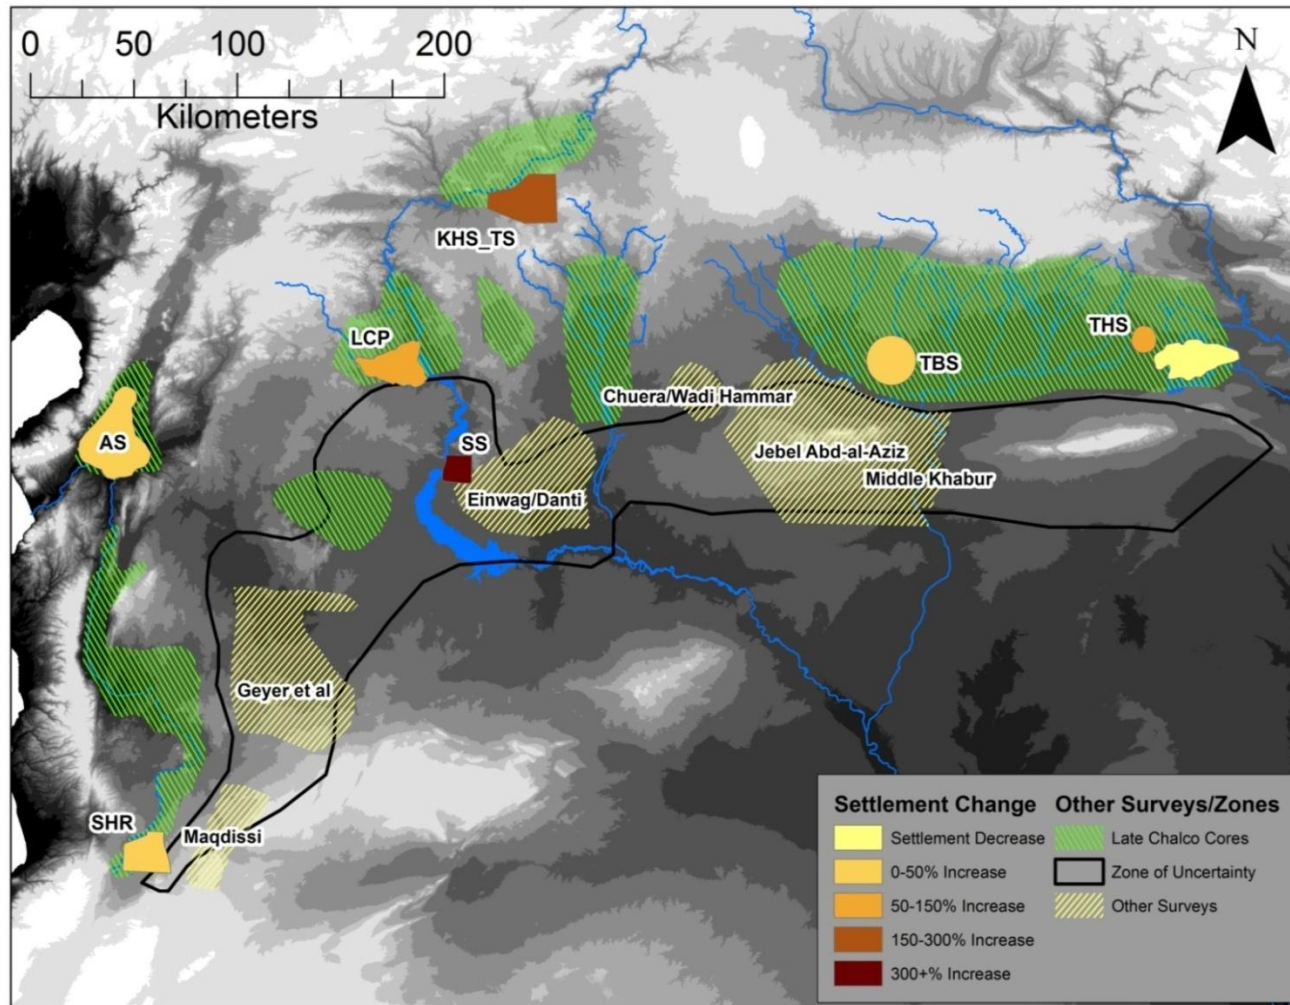 0 50 100 200
Kilometers
N
KHS_TS
LCP
THS
TBS
Chuera/Wadi Hammar
AS
SS
Jebel Abd-al-Aziz
Einwag/Danti
Middle Khabur
Geyer et al
SHR
Maqdissi
Settlement Change
Settlement Decrease
0-50% Increase
50-150% Increase
150-300% Increase
300+% Increase
Other Surveys/Zones
Late Chalco Cores
Zone of Uncertainty
Other Surveys